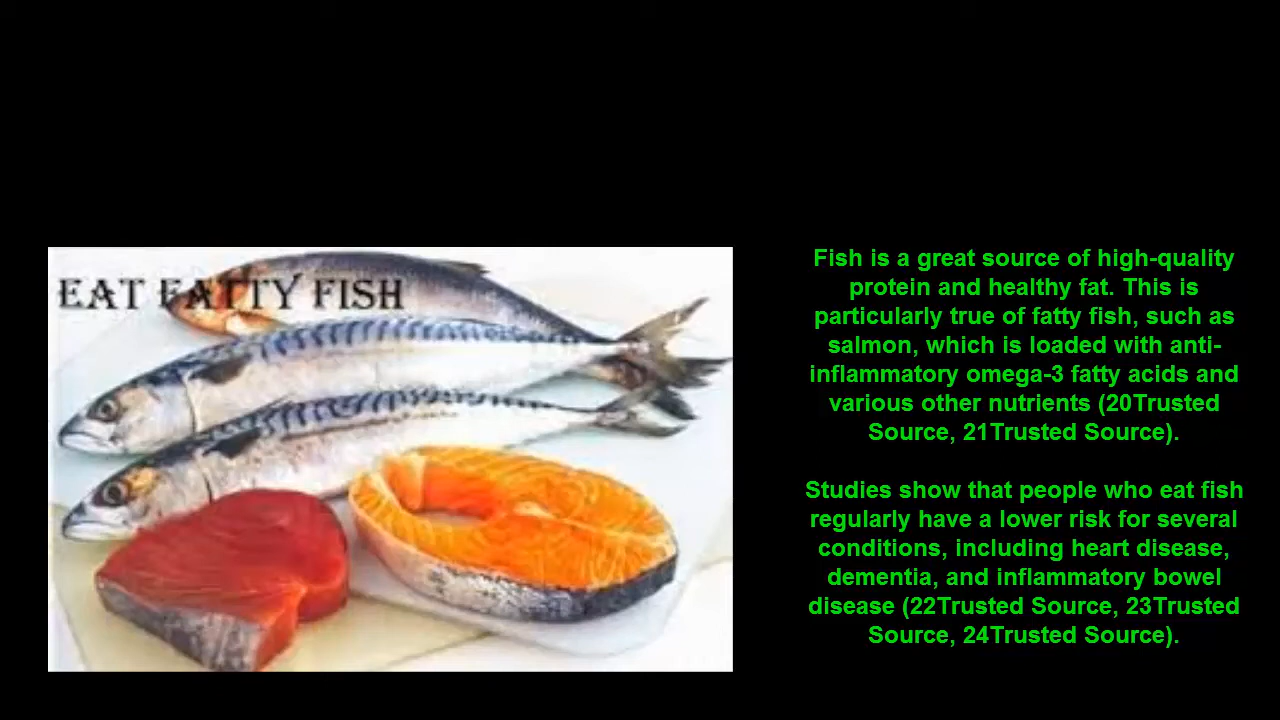 EAT FATTY FISH
Fish is a great source of high-quality
protein and healthy fat. This is
particularly true of fatty fish, such as
salmon, which is loaded with anti-
inflammatory omega-3 fatty acids and
various other nutrients (20Trusted
Source, 21Trusted Source).
Studies show that people who eat fish
regularly have a lower risk for several
conditions, including heart disease,
dementia, and inflammatory bowel
disease (22Trusted Source, 23Trusted
Source, 24Trusted Source).